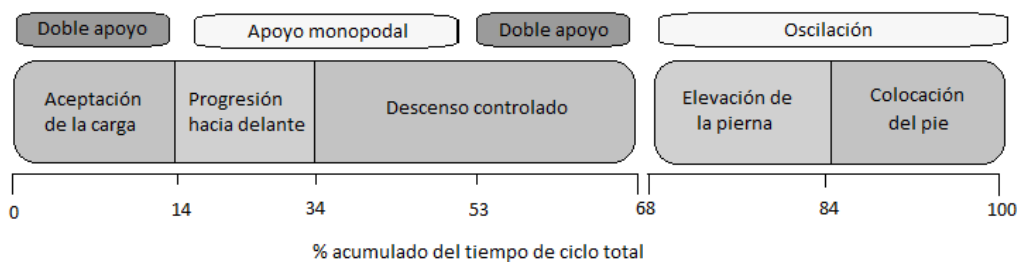 Doble apoyo
Apoyo monopodal
Doble apoyo
Oscilación
Aceptación
de la carga
Progresión
hacia delante
Descenso controlado
Elevación de
la pierna
Colocación
del pie
0
14
34
53
68
84
100
% acumulado del tiempo de ciclo total